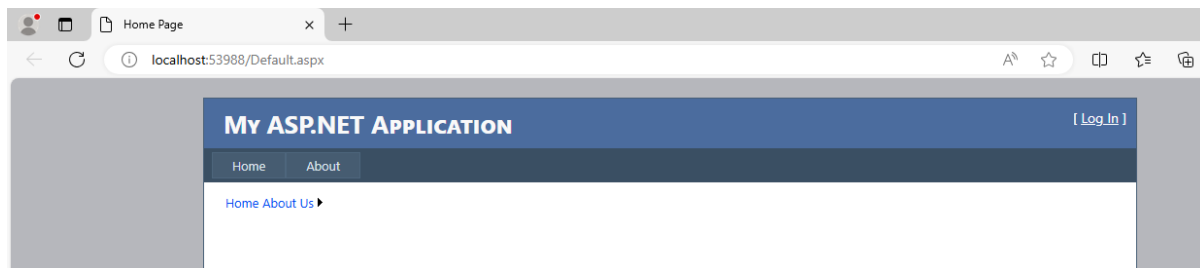 Home Page
localhost:53988/Default.aspx
MY ASP.NET APPLICATION
[ Log In ]
Home About
Home About Us